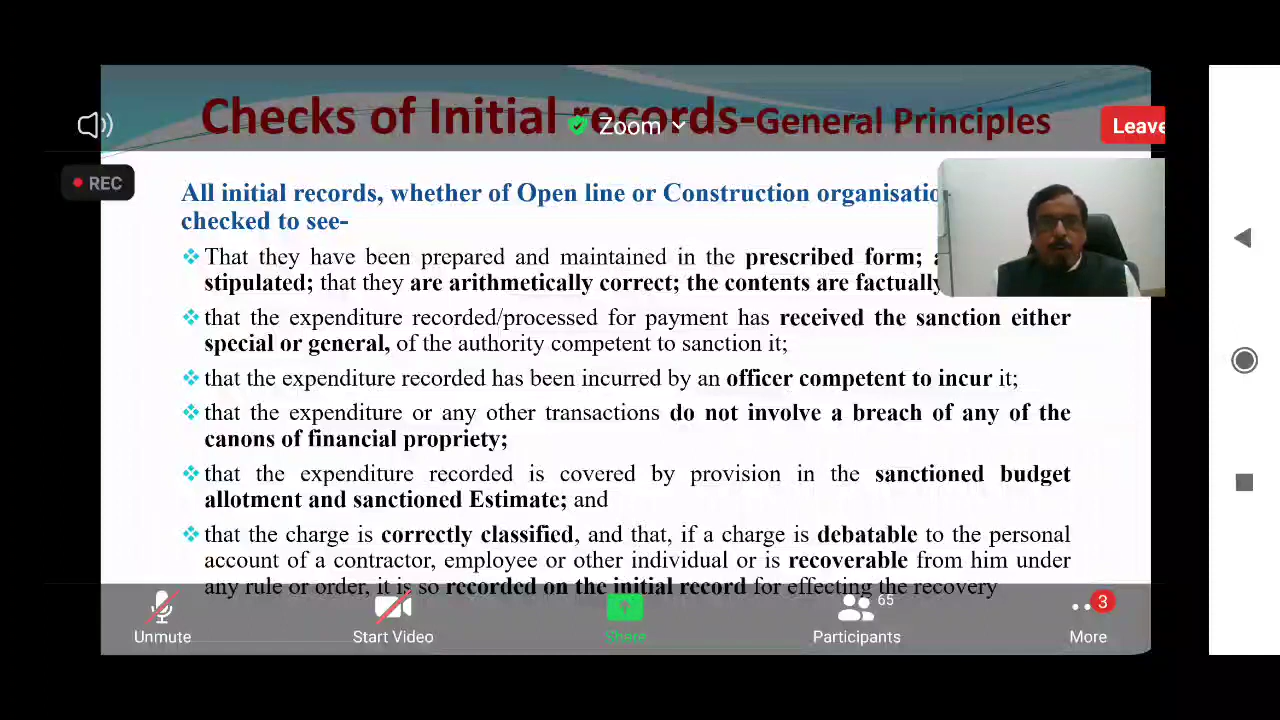 Checks of Initial records-General Principles
Zoom
Leave
REC
All initial records, whether of Open line or Construction
checked to see-
That they have been prepared and maintained in the prescribed form;
stipulated; that they are arithmetically correct; the contents are factually
that the expenditure recorded/processed for payment has received the sanction either
special or general, of the authority competent to sanction it;
that the expenditure recorded has been incurred by an officer competent to incur it;
that the expenditure or any other transactions do not involve a breach of any of the
canons of financial propriety;
that the expenditure recorded is covered by provision in the sanctioned budget
allotment and sanctioned Estimate; and
that the charge is correctly classified, and that, if a charge is debatable to the personal
account of a contractor, employee or other individual or is recoverable from him under
any rule or order, it is so recorded on the initial record for effecting the recovery
65
3
Unmute
Start Video
Share
Participants
More